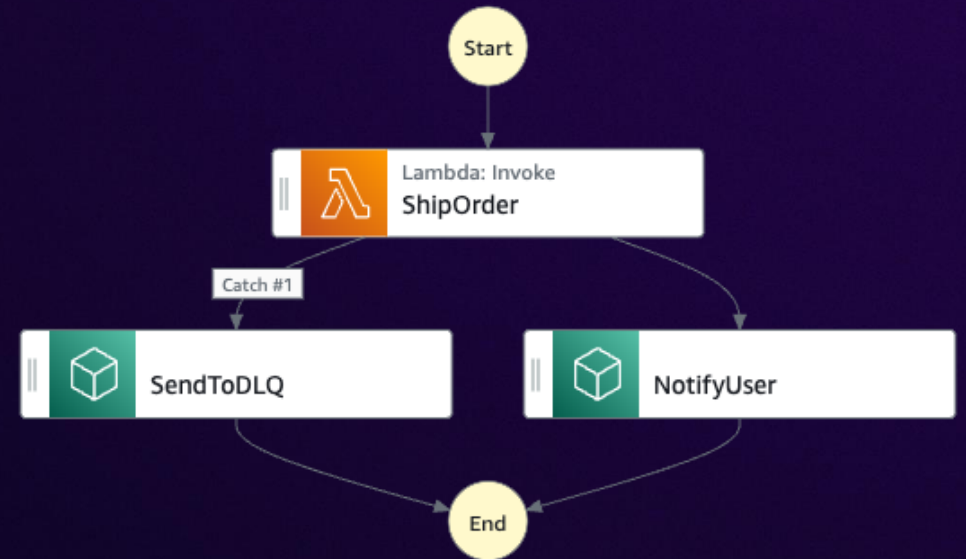 Start
Lambda: Invoke
ShipOrder
Catch #1
SendToDLQ
NotifyUser
End